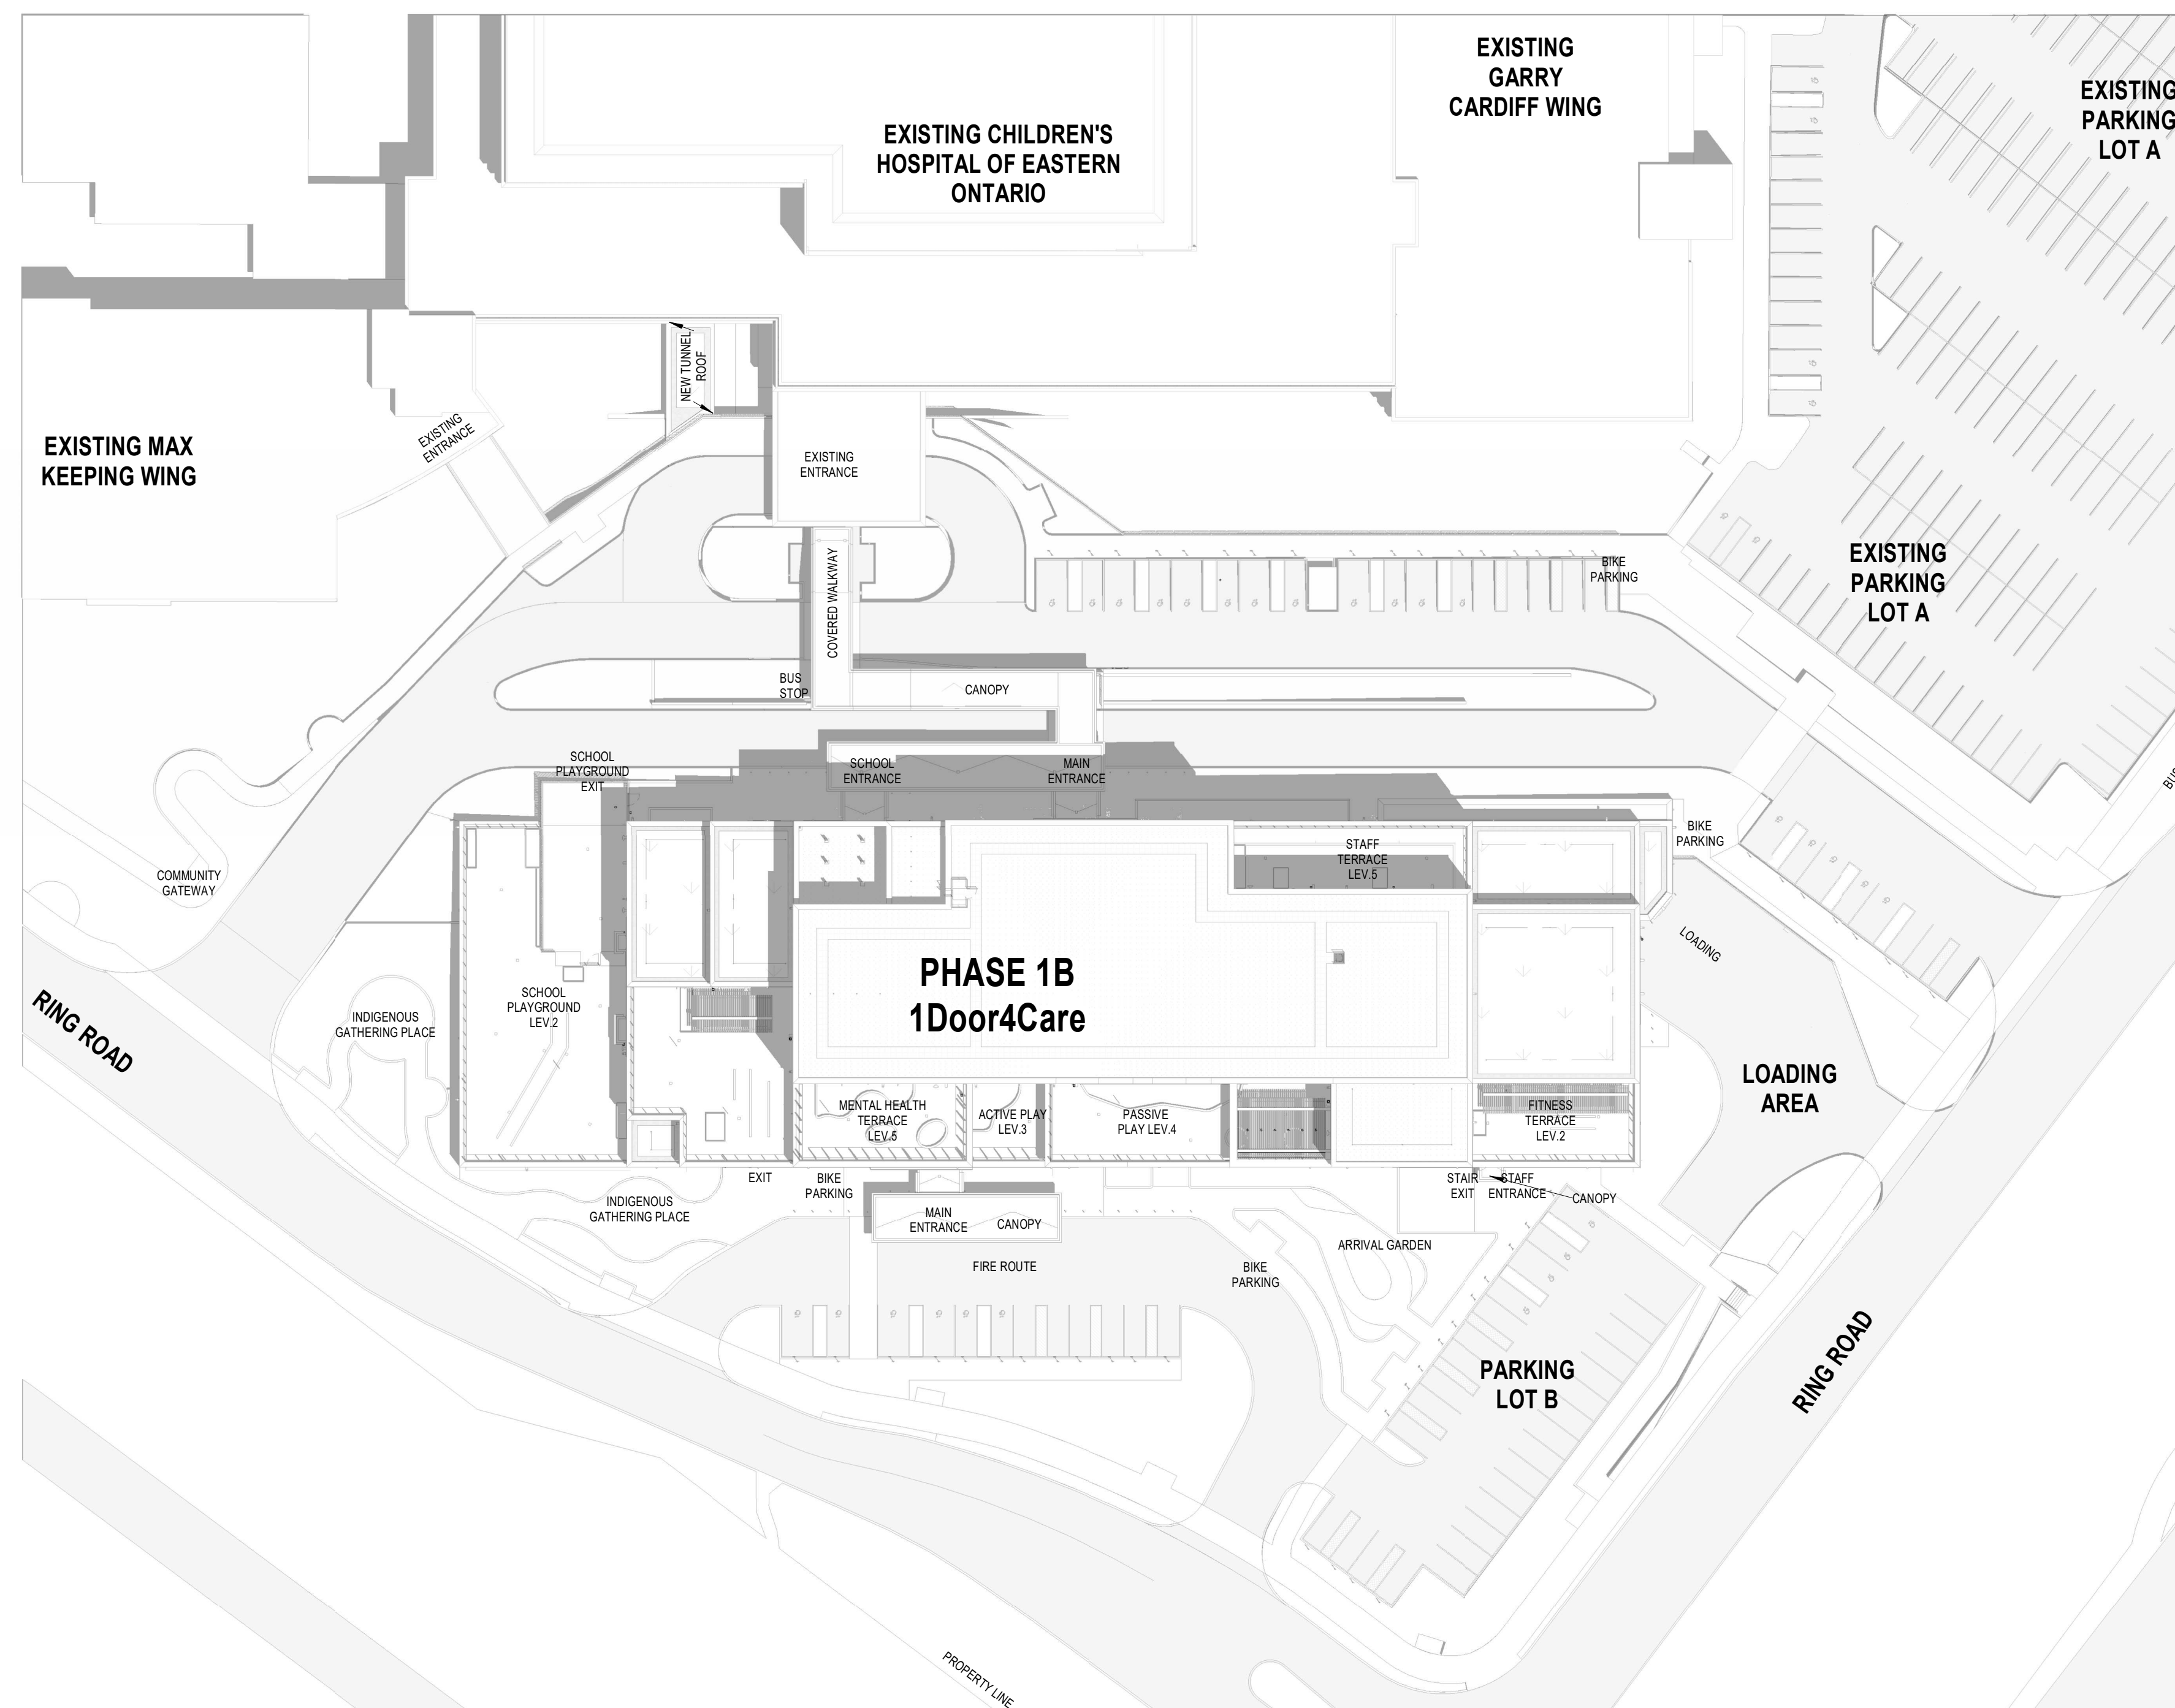 EXISTING
GARRY
CARDIFF WING
EXISTING
PARKING
LOT A
EXISTING CHILDREN'S
HOSPITAL OF EASTERN
ONTARIO
NEW TUNNEL
ROOF
EXISTING MAX
KEEPING WING
EXISTING
ENTRANCE
EXISTING
ENTRANCE
COVERED WALKWAY
BIKE
PARKING
EXISTING
PARKING
LOT A
BUS
STOP
CANOPY
SCHOOL
PLAYGROUND
EXIT
SCHOOL
ENTRANCE
MAIN
ENTRANCE
BUS
BIKE
PARKING
STAFF
TERRACE
LEV.5
COMMUNITY
GATEWAY
LOADING
PHASE 1B
1Door4Care
RING ROAD
INDIGENOUS
GATHERING PLACE
SCHOOL
PLAYGROUND
LEV.2
LOADING
AREA
MENTAL HEALTH
TERRACE
LEV.5
ACTIVE PLAY
LEV.3
PASSIVE
PLAY LEV.4
FITNESS
TERRACE
LEV.2
EXIT
BIKE
PARKING
STAIR
EXIT
STAFF
ENTRANCE
CANOPY
INDIGENOUS
GATHERING PLACE
MAIN
ENTRANCE
CANOPY
ARRIVAL GARDEN
FIRE ROUTE
BIKE
PARKING
PARKING
LOT B
RING ROAD
PROPERTY LINE